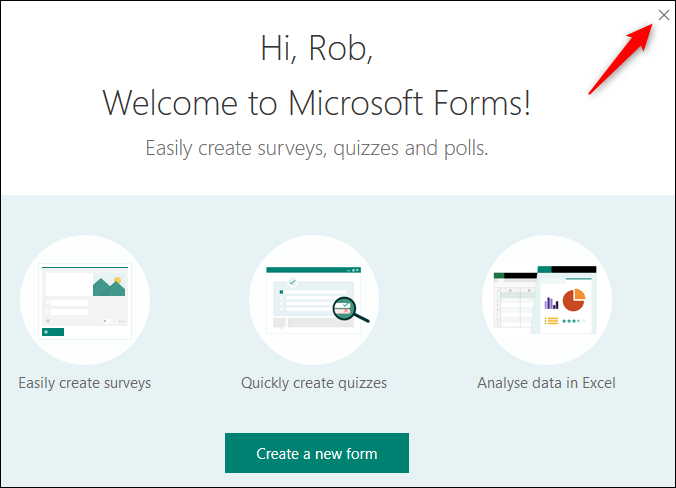 Hi, Rob,
Welcome to Microsoft Forms!
Easily create surveys, quizzes and polls.
Easily create surveys
Quickly create quizzes
Analyse data in Excel
Create a new form